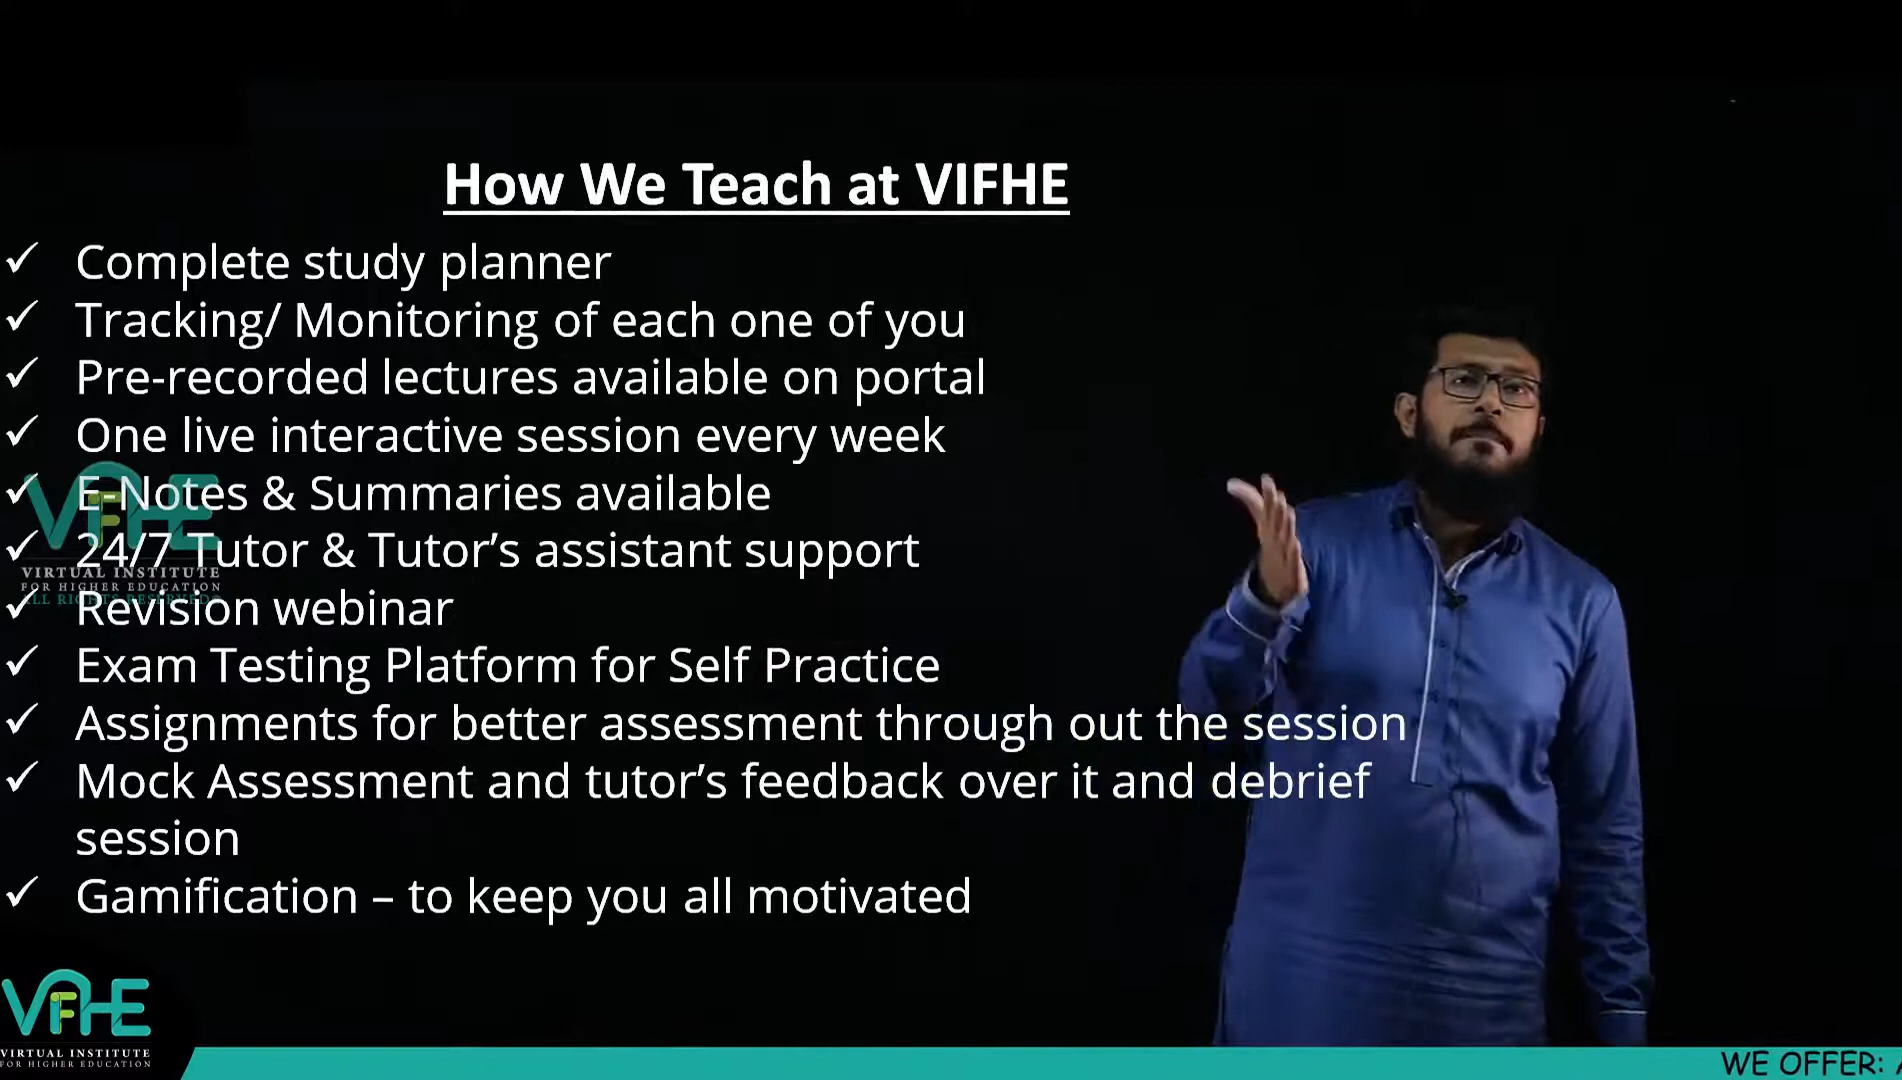 How We Teach at VIFHE
✓ Complete study planner
✓ Tracking/ Monitoring of each one of you
✓ Pre-recorded lectures available on portal
✓ One live interactive session every week
✓ E-Notes & Summaries available
✓ 24/7 Tutor & Tutor’s assistant support
✓ Revision webinar
✓ Exam Testing Platform for Self Practice
✓ Assignments for better assessment through out the session
✓ Mock Assessment and tutor’s feedback over it and debrief
session
✓ Gamification – to keep you all motivated
VIFHE
VIRTUAL INSTITUTE
FOR HIGHER EDUCATION
ALL RIGHTS RESERVED
VIFHE
VIRTUAL INSTITUTE
FOR HIGHER EDUCATION
WE OFFER: